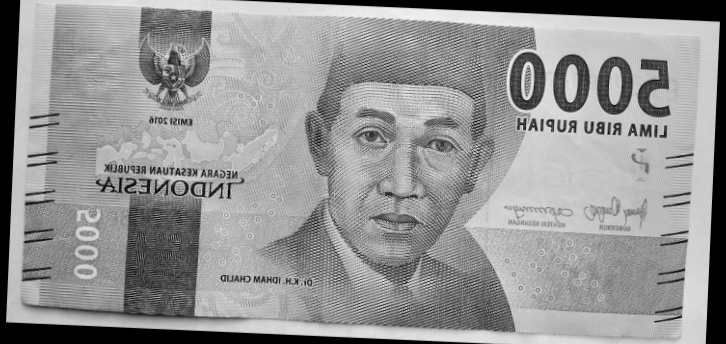 5000
LIMA RIBU RUPIAH
EMISI 2016
NEGARA KESATUAN REPUBLIK
INDONESIA
GUBERNUR
MENTERI KEUANGAN
5000
Dr. K.H. IDHAM CHALID